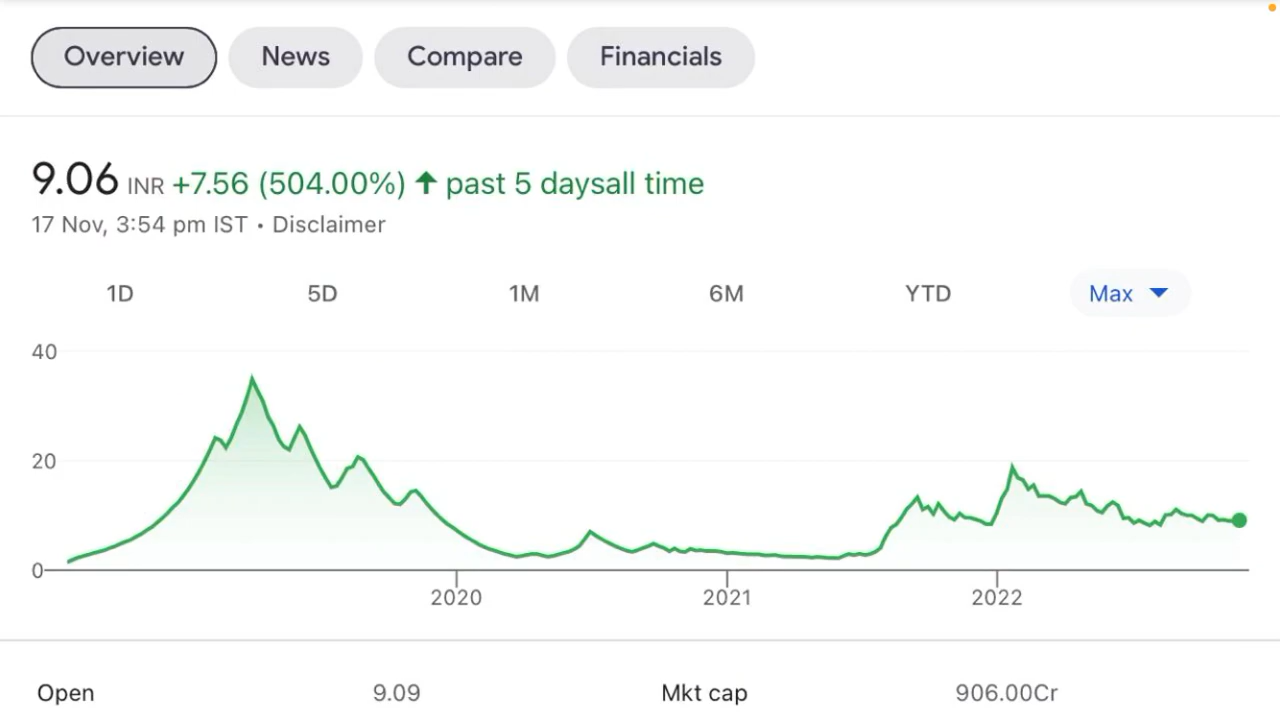 Overview News Compare Financials
9.06 INR +7.56 (504.00%) ↑ past 5 daysall time
17 Nov, 3:54 pm IST • Disclaimer
1D 5D 1M 6M YTD Max
40
20
0
2020 2021 2022
Open 9.09 Mkt cap 906.00Cr